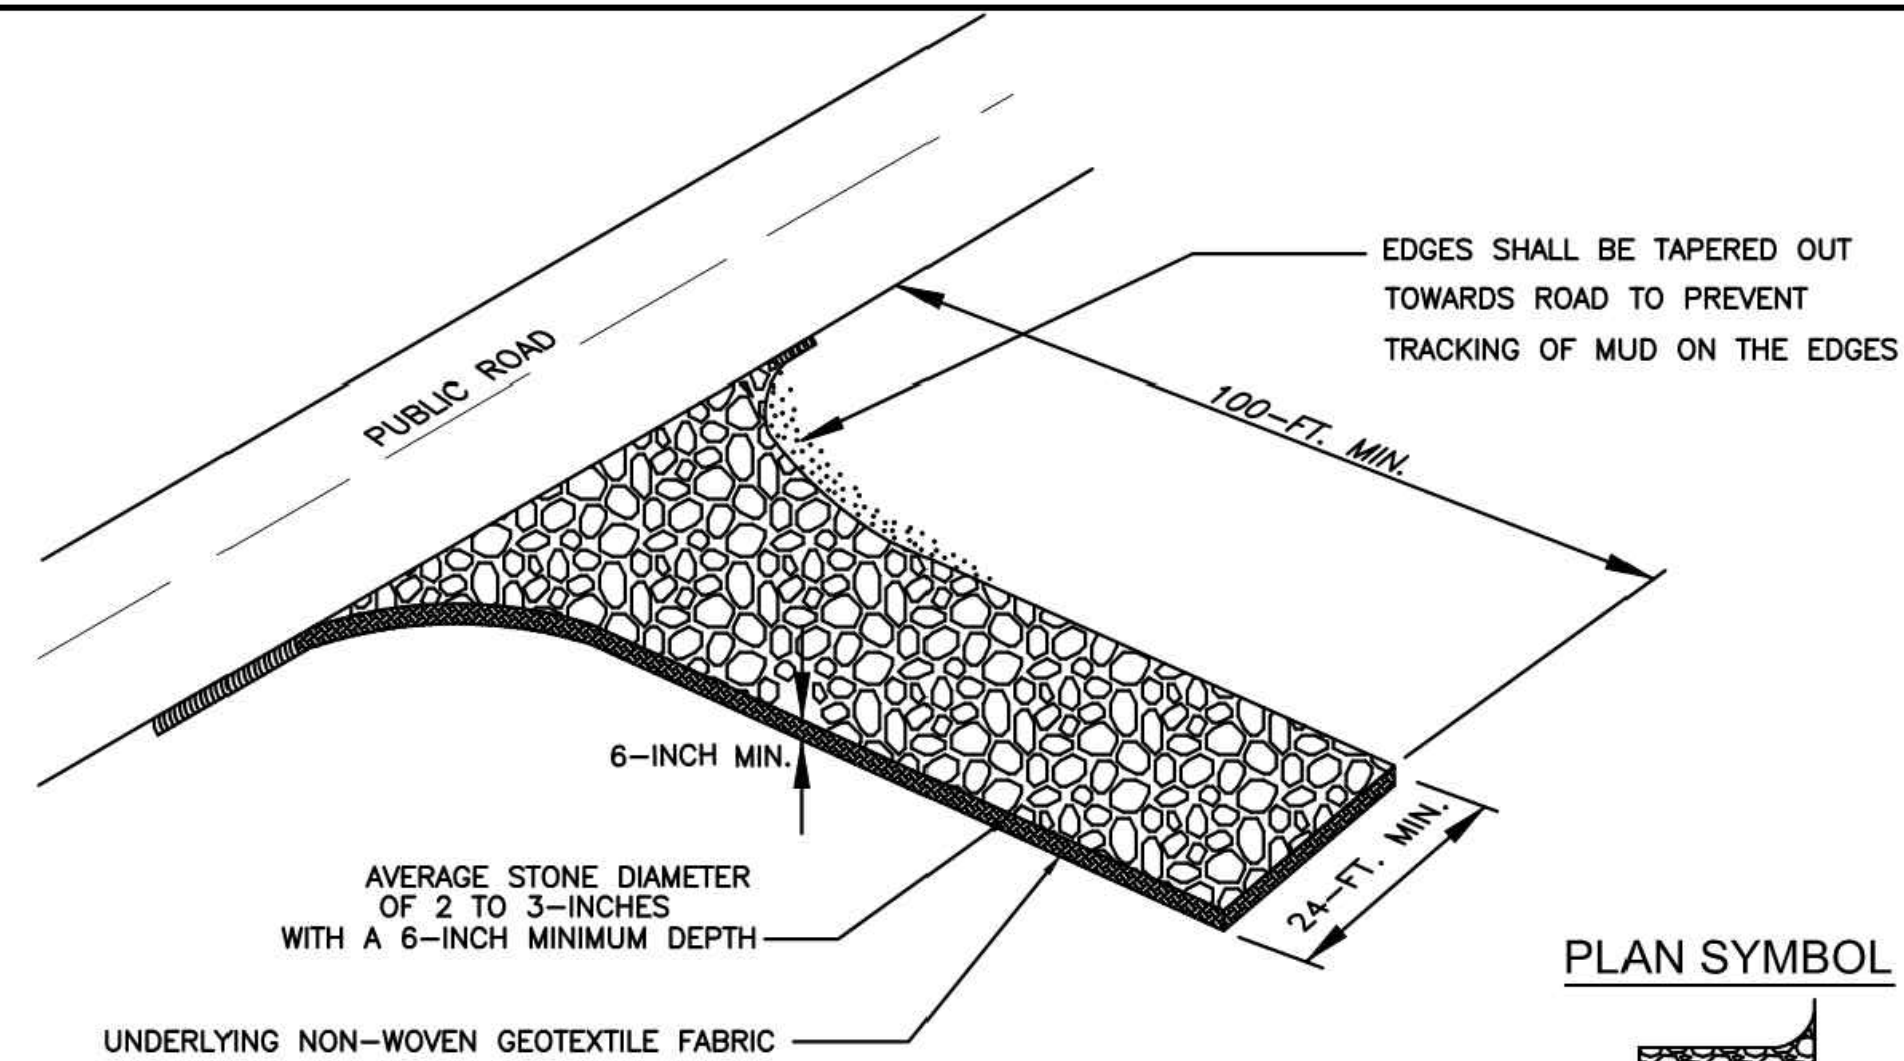 EDGES SHALL BE TAPERED OUT
TOWARDS ROAD TO PREVENT
TRACKING OF MUD ON THE EDGES
PUBLIC ROAD
100-FT. MIN.
6-INCH MIN.
24-FT. MIN.
AVERAGE STONE DIAMETER
OF 2 TO 3-INCHES
WITH A 6-INCH MINIMUM DEPTH
UNDERLYING NON-WOVEN GEOTEXTILE FABRIC
PLAN SYMBOL